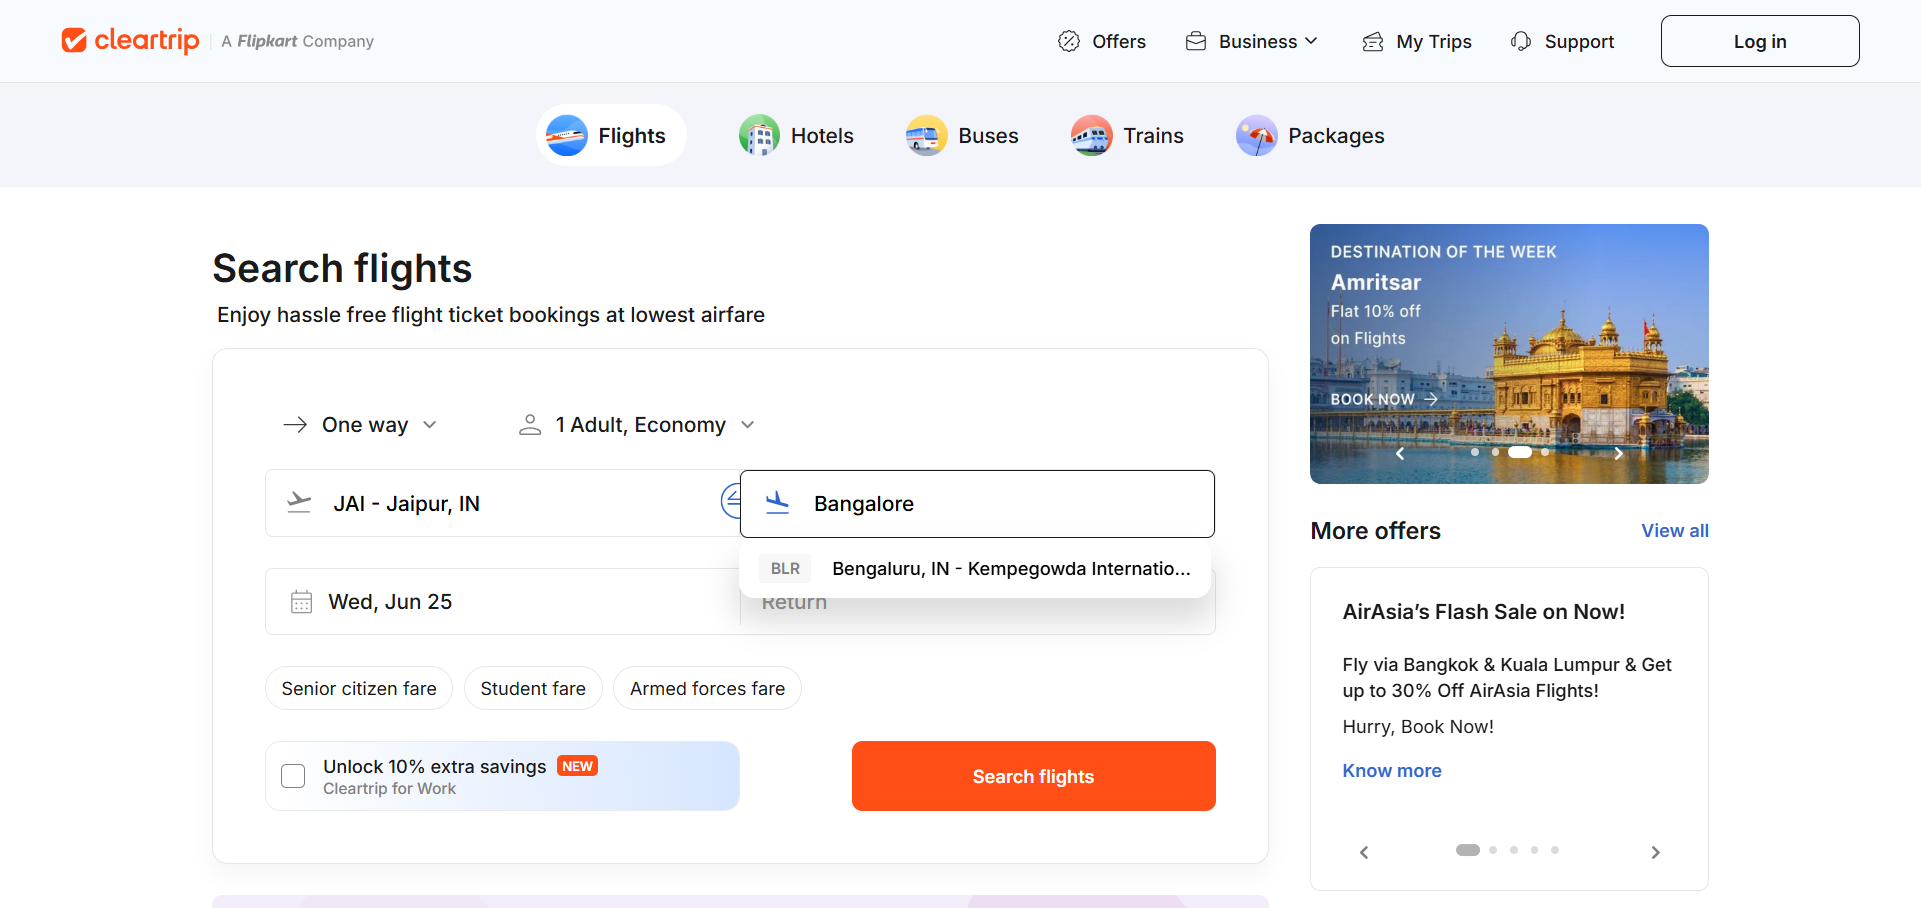 cleartrip
A Flipkart Company
Offers
Business
My Trips
Support
Log in
Flights
Hotels
Buses
Trains
Packages
Search flights
Enjoy hassle free flight ticket bookings at lowest airfare
One way
1 Adult, Economy
JAI - Jaipur, IN
Bangalore
BLR Bengaluru, IN - Kempegowda Internatio...
Wed, Jun 25
Return
Senior citizen fare
Student fare
Armed forces fare
Unlock 10% extra savings NEW
Cleartrip for Work
Search flights
DESTINATION OF THE WEEK
Amritsar
Flat 10% off
on Flights
BOOK NOW
More offers
View all
AirAsia’s Flash Sale on Now!
Fly via Bangkok & Kuala Lumpur & Get
up to 30% Off AirAsia Flights!
Hurry, Book Now!
Know more